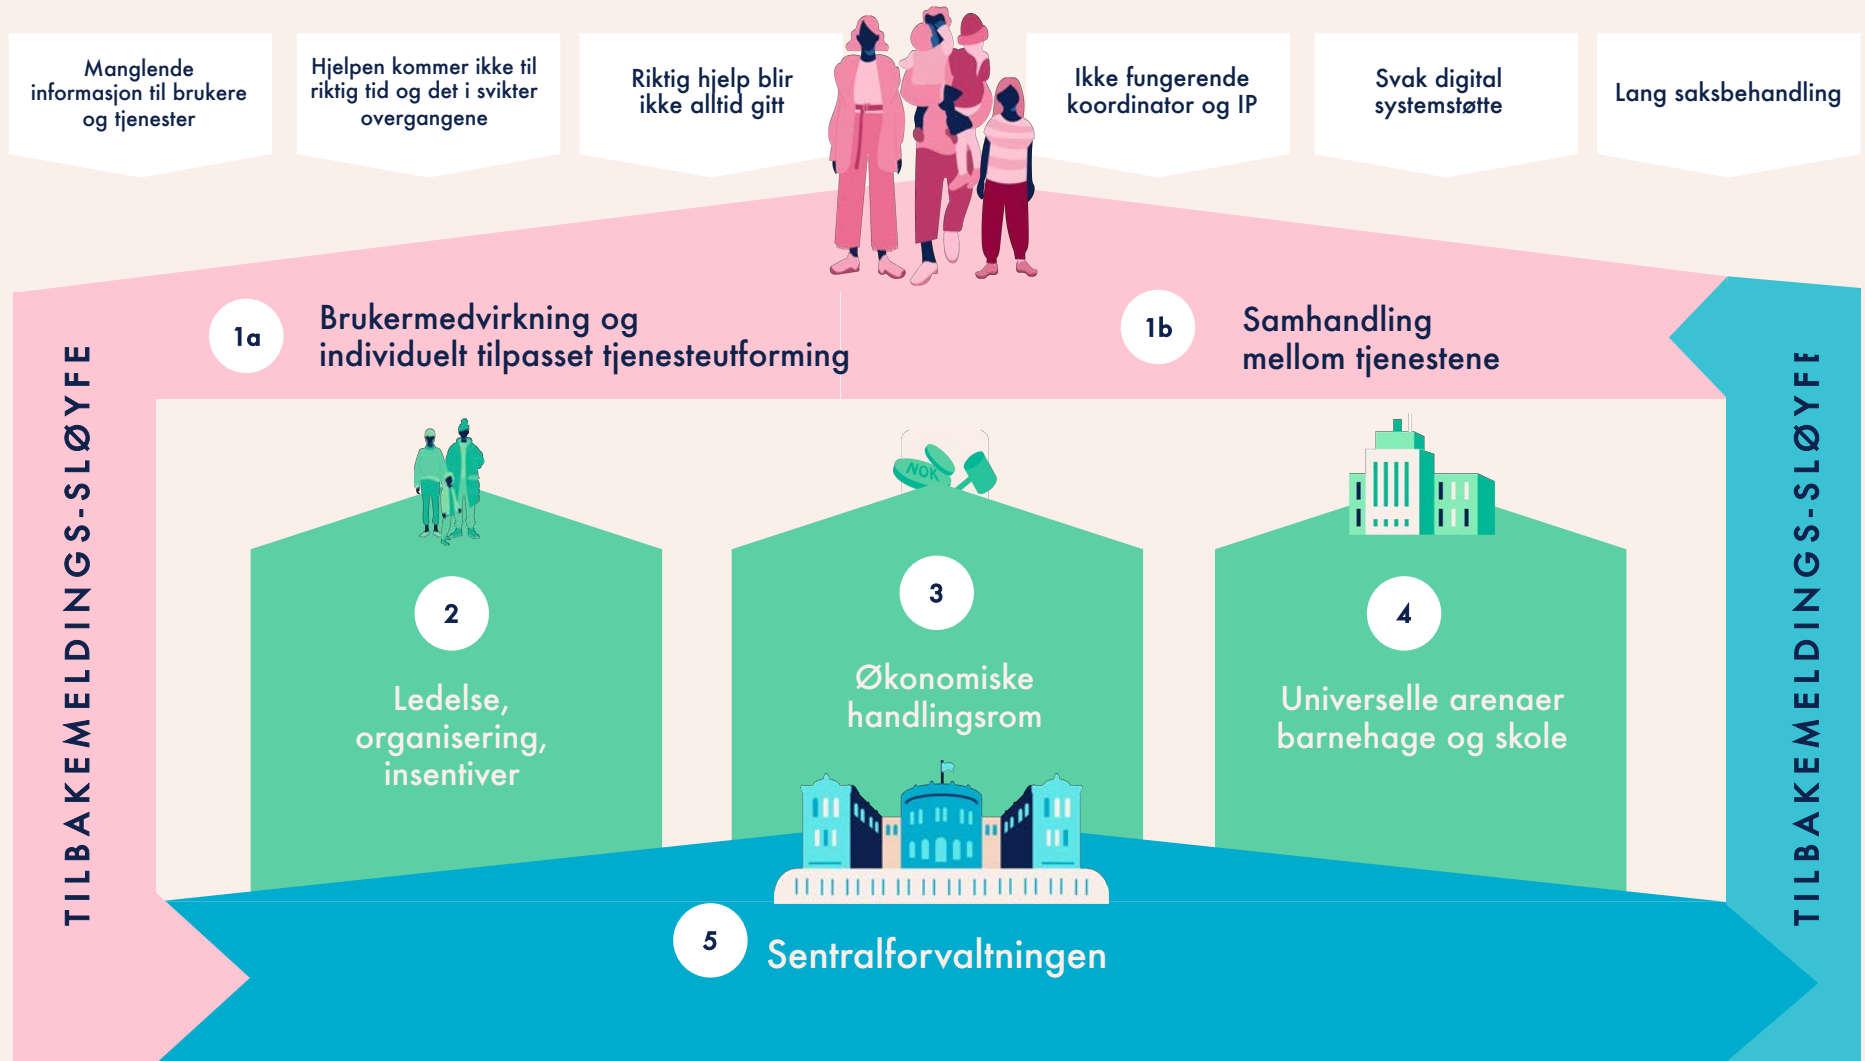 Manglende
informasjon til brukere
og tjenester
Hjelpen kommer ikke til
riktig tid og det i svikter
overgangene
Riktig hjelp blir
ikke alltid gitt
Ikke fungerende
koordinator og IP
Svak digital
systemstøtte
Lang saksbehandling
1a
Brukermedvirkning og
individuelt tilpasset tjenesteutforming
1b
Samhandling
mellom tjenestene
TILBAKEMELDINGS-SLØYFE
NOK
2
Ledelse,
organisering,
insentiver
3
Økonomiske
handlingsrom
4
Universelle arenaer
barnehage og skole
TILBAKEMELDINGS-SLØYFE
5
Sentralforvaltningen